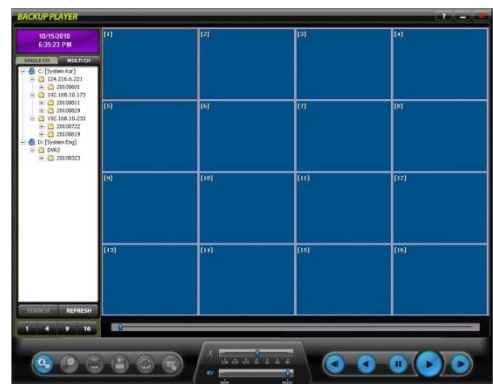 BACKUP PLAYER
?
10/15/2010
6:35:23 PM
SINGLE CH MULTI CH
C: [System-Kor]
124.216.6.221
20100601
192.168.10.173
20100811
20100829
192.168.10.233
20100722
20100819
D: [System-Eng]
DVR2
20100323
SEARCH REFRESH
1 4 9 16
[1] [2] [3] [4]
[5] [6] [7] [8]
[9] [10] [11] [12]
[13] [14] [15] [16]